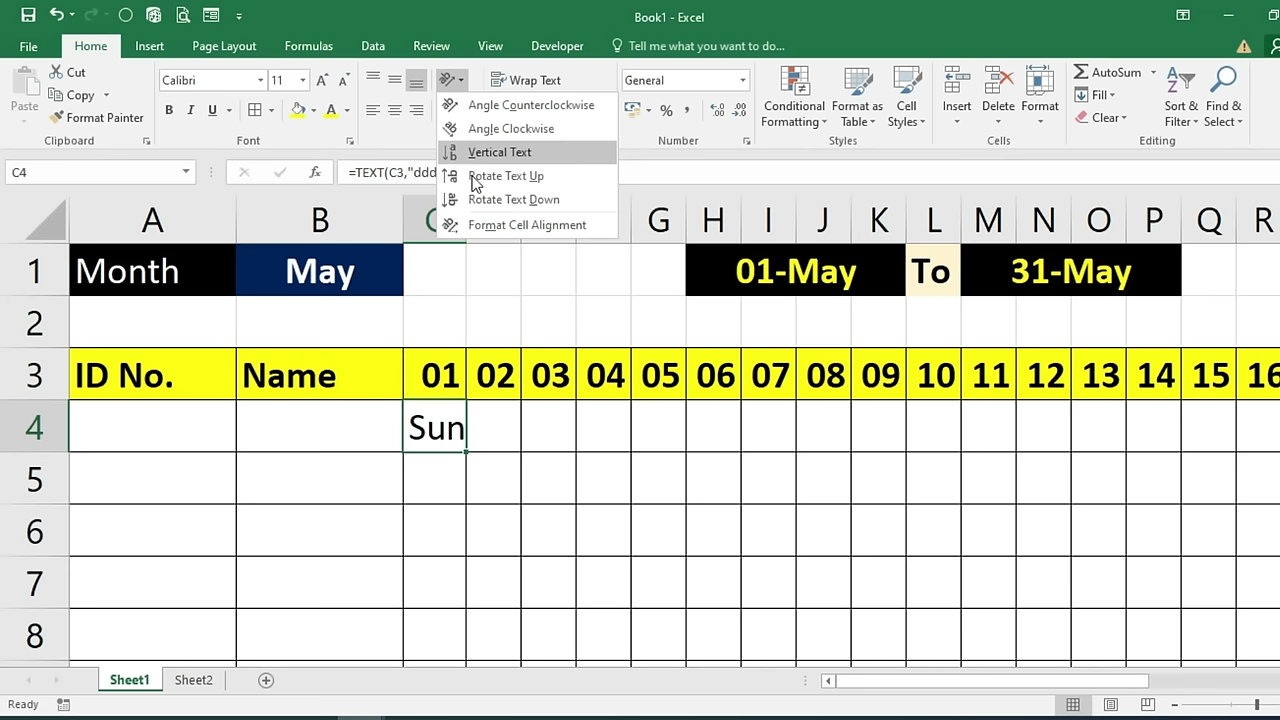 Book1 - Excel
File Home Insert Page Layout Formulas Data Review View Developer Tell me what you want to do...
Paste
Cut
Copy
Format Painter
Clipboard
Calibri 11
B I U
Font
Wrap Text
Angle Counterclockwise
Angle Clockwise
Vertical Text
Rotate Text Up
Rotate Text Down
Format Cell Alignment
General
Number
Conditional Formatting
Format as Table
Cell Styles
Styles
Insert Delete Format
Cells
AutoSum
Fill
Clear
Sort & Filter
Find & Select
Editing
C4 =TEXT(C3,"ddd
A B G H I J K L M N O P Q R
1 Month May 01-May To 31-May
2
3 ID No. Name 01 02 03 04 05 06 07 08 09 10 11 12 13 14 15 16
4 Sun
5
6
7
8
Sheet1 Sheet2
Ready